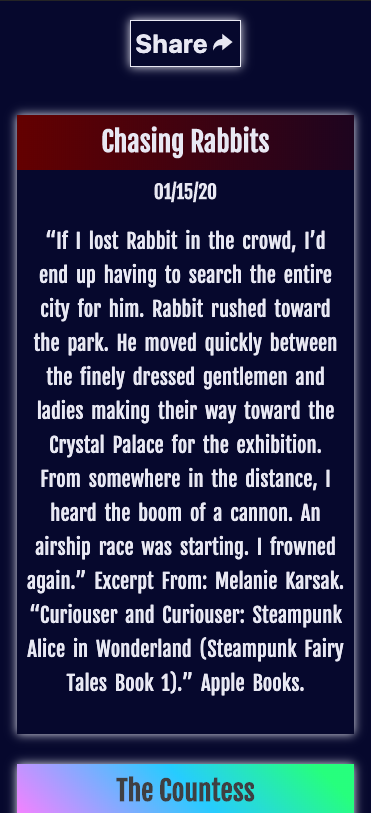 Share
Chasing Rabbits
01/15/20
“If I lost Rabbit in the crowd, I’d
end up having to search the entire
city for him. Rabbit rushed toward
the park. He moved quickly between
the finely dressed gentlemen and
ladies making their way toward the
Crystal Palace for the exhibition.
From somewhere in the distance, I
heard the boom of a cannon. An
airship race was starting. I frowned
again.” Excerpt From: Melanie Karsak.
“Curiouser and Curiouser: Steampunk
Alice in Wonderland (Steampunk Fairy
Tales Book 1).” Apple Books.
The Countess